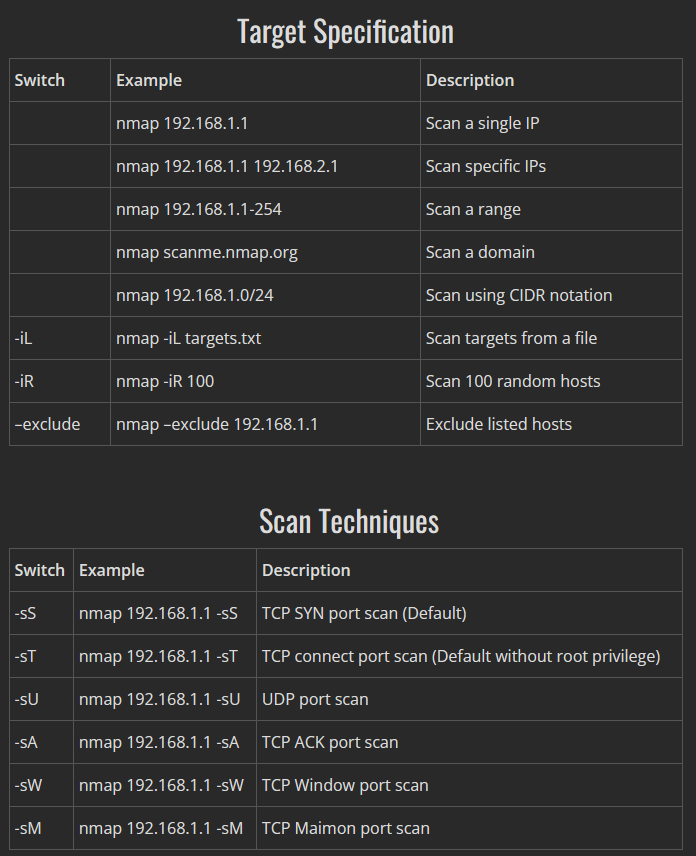 Target Specification
Switch Example Description
nmap 192.168.1.1 Scan a single IP
nmap 192.168.1.1 192.168.2.1 Scan specific IPs
nmap 192.168.1.1-254 Scan a range
nmap scanme.nmap.org Scan a domain
nmap 192.168.1.0/24 Scan using CIDR notation
-iL nmap -iL targets.txt Scan targets from a file
-iR nmap -iR 100 Scan 100 random hosts
–exclude nmap –exclude 192.168.1.1 Exclude listed hosts
Scan Techniques
Switch Example Description
-sS nmap 192.168.1.1 -sS TCP SYN port scan (Default)
-sT nmap 192.168.1.1 -sT TCP connect port scan (Default without root privilege)
-sU nmap 192.168.1.1 -sU UDP port scan
-sA nmap 192.168.1.1 -sA TCP ACK port scan
-sW nmap 192.168.1.1 -sW TCP Window port scan
-sM nmap 192.168.1.1 -sM TCP Maimon port scan